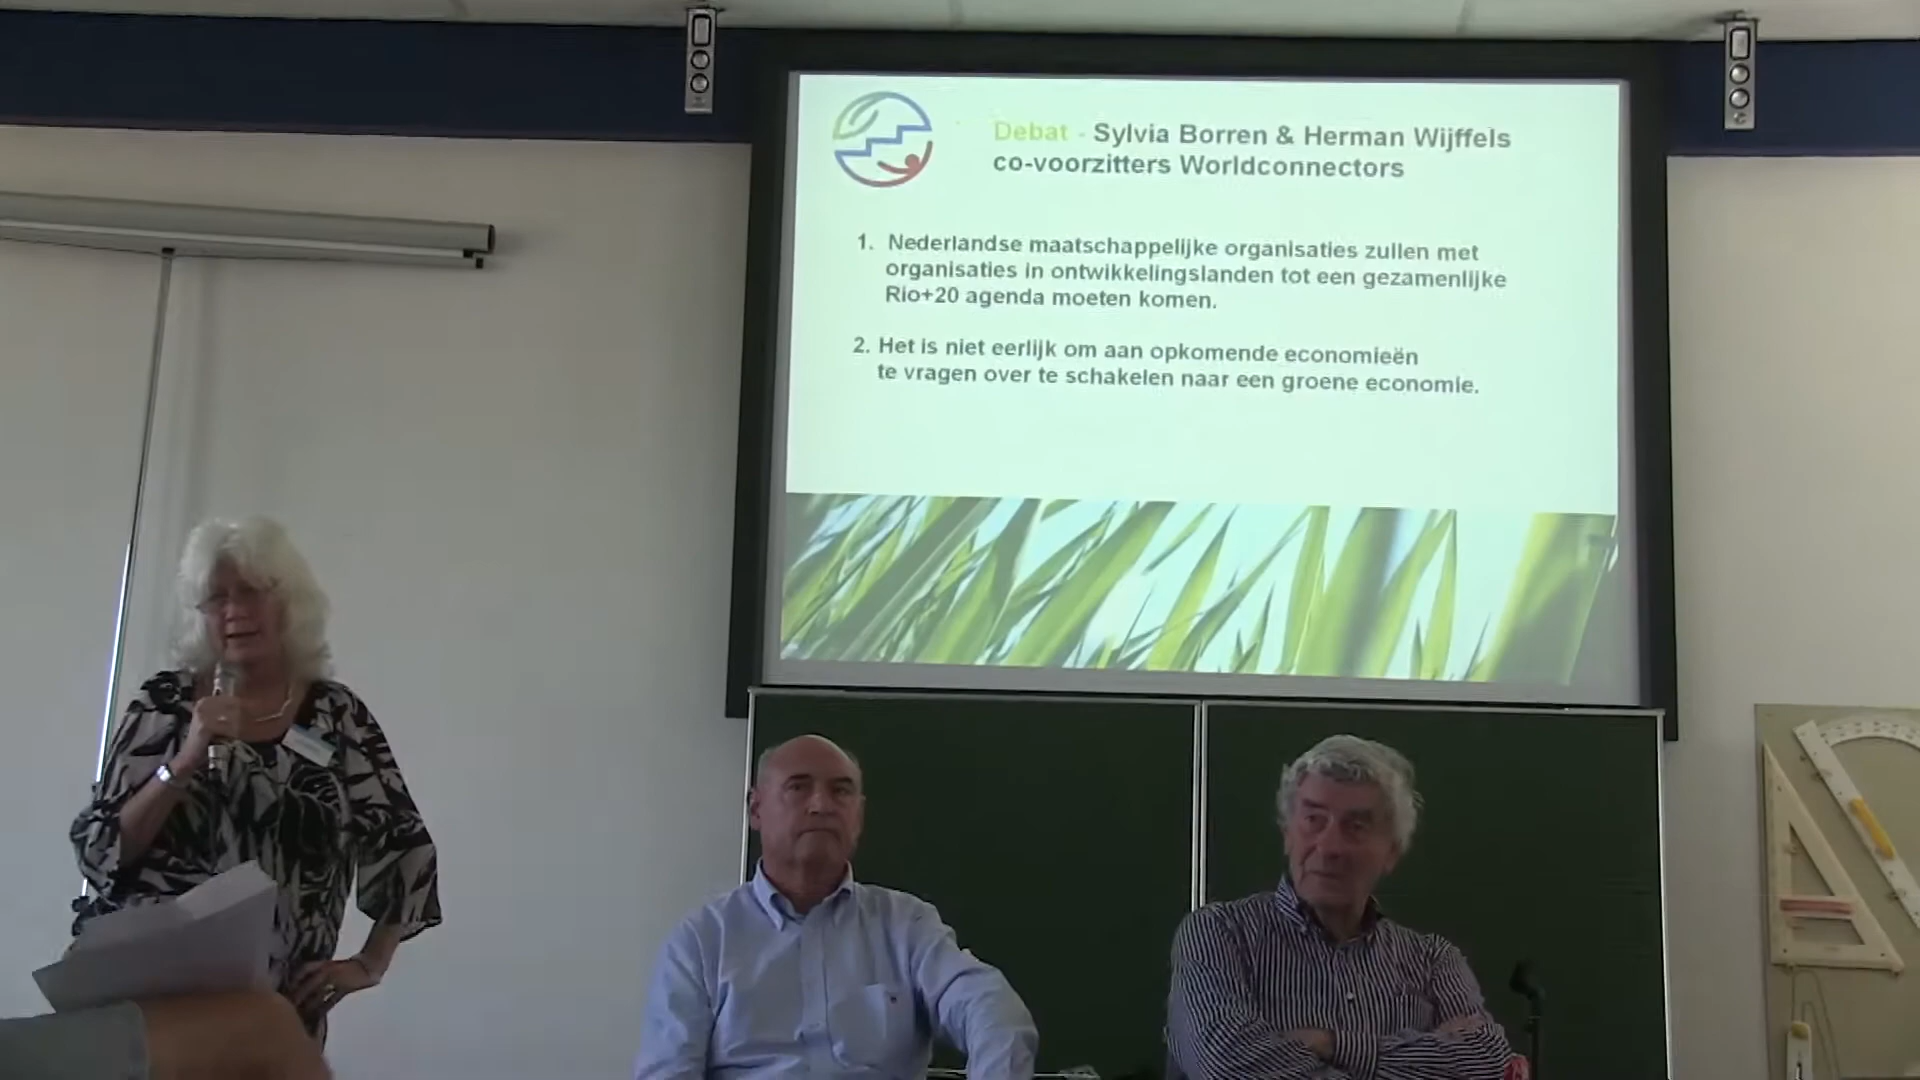 Debat - Sylvia Borren & Herman Wijffels
co-voorzitters Worldconnectors
1. Nederlandse maatschappelijke organisaties zullen met
organisaties in ontwikkelingslanden tot een gezamenlijke
Rio+20 agenda moeten komen.
2. Het is niet eerlijk om aan opkomende economieën
te vragen over te schakelen naar een groene economie.